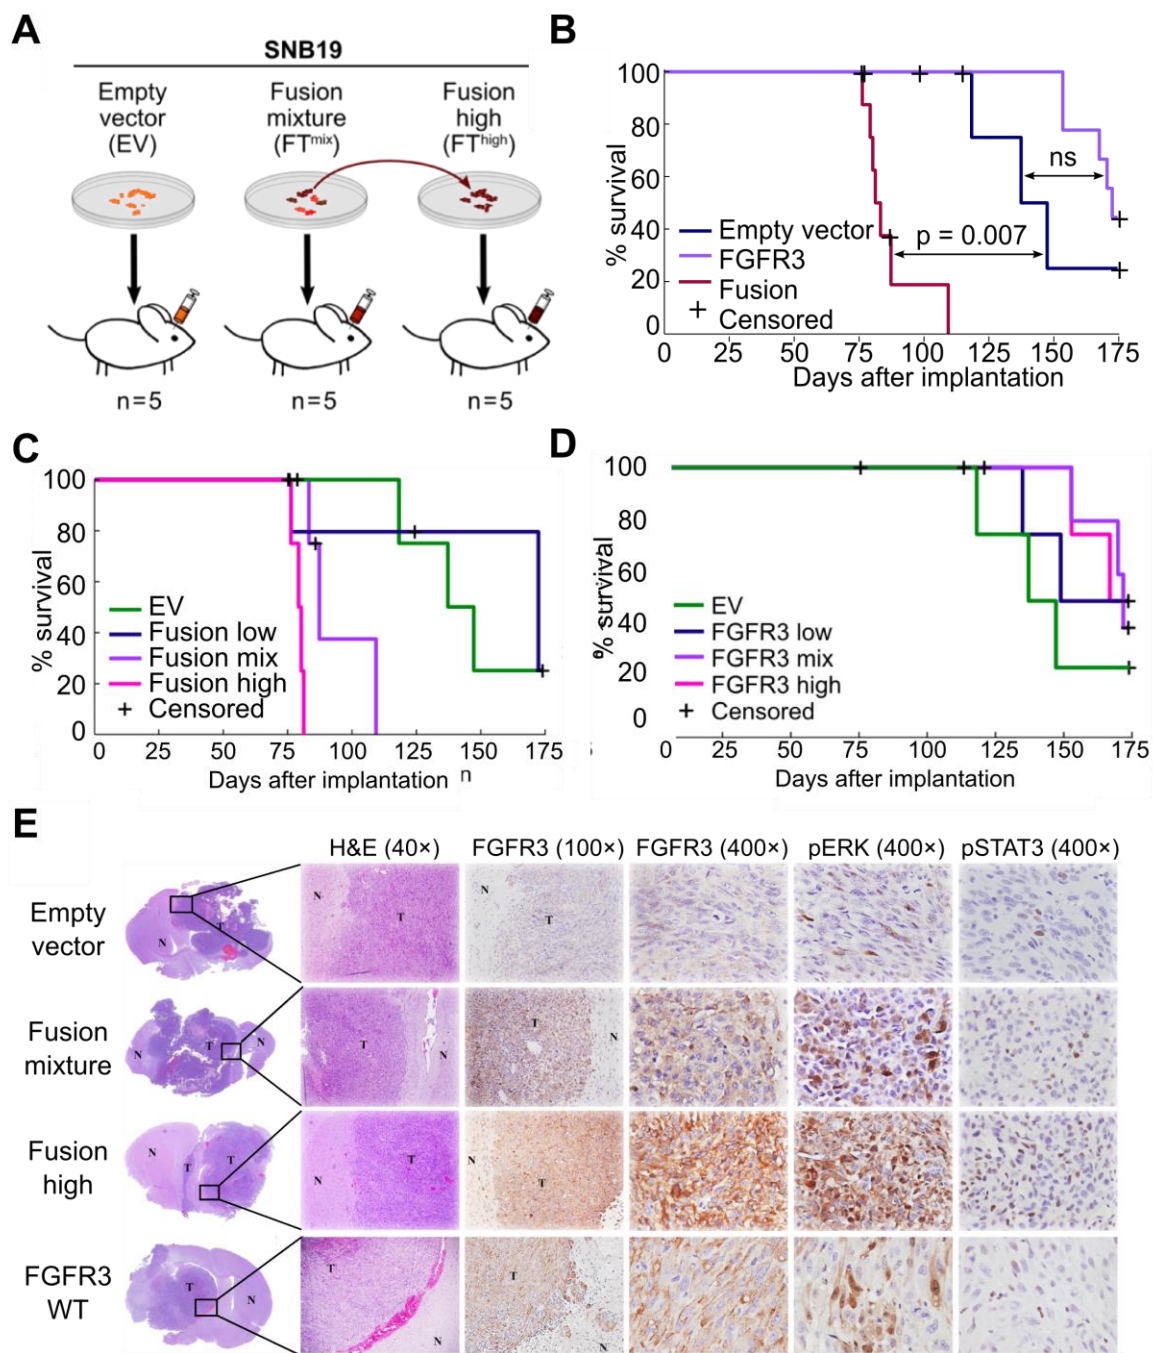 A
SNB19
Empty
vector
(EV)
Fusion
mixture
(FTmix)
Fusion
high
(FThigh)
n=5
n=5
n=5
B
% survival
100
80
60
40
20
0
ns
p = 0.007
Empty vector
FGFR3
Fusion
Censored
0 25 50 75 100 125 150 175
Days after implantation
C
% survival
100
80
60
40
20
0
EV
Fusion low
Fusion mix
Fusion high
Censored
0 25 50 75 100 125 150 175
Days after implantation n
D
% survival
100
80
60
40
20
0
EV
FGFR3 low
FGFR3 mix
FGFR3 high
Censored
0 25 50 75 100 125 150 175
Days after implantation
E
H&E (40×) FGFR3 (100×) FGFR3 (400×) pERK (400×) pSTAT3 (400×)
Empty
vector
N T N T N T
Fusion
mixture
N T N T N T N
Fusion
high
N T T N T N T
FGFR3
WT
T N T N T N